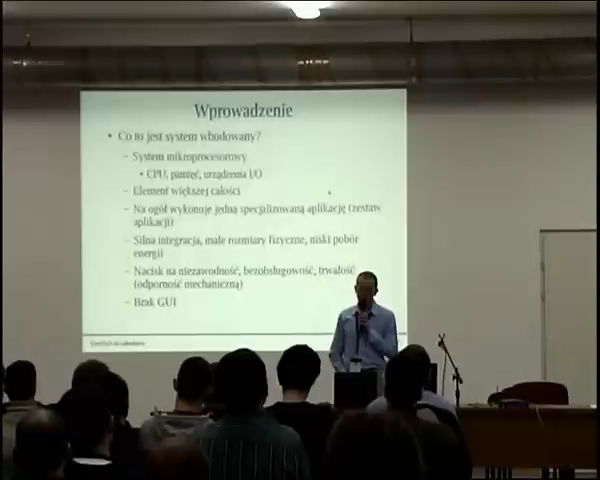 Wprowadzenie
• Co to jest system wbudowany?
– System mikroprocesorowy
• CPU, pamięć, urządzenia I/O
– Element większej całości
– Na ogół wykonuje jedną specjalizowaną aplikację (zestaw
aplikacji)
– Silna integracja, małe rozmiary fizyczne, niski pobór
energii
– Nacisk na niezawodność, bezobsługowość, trwałość
(odporność mechaniczną)
– Brak GUI